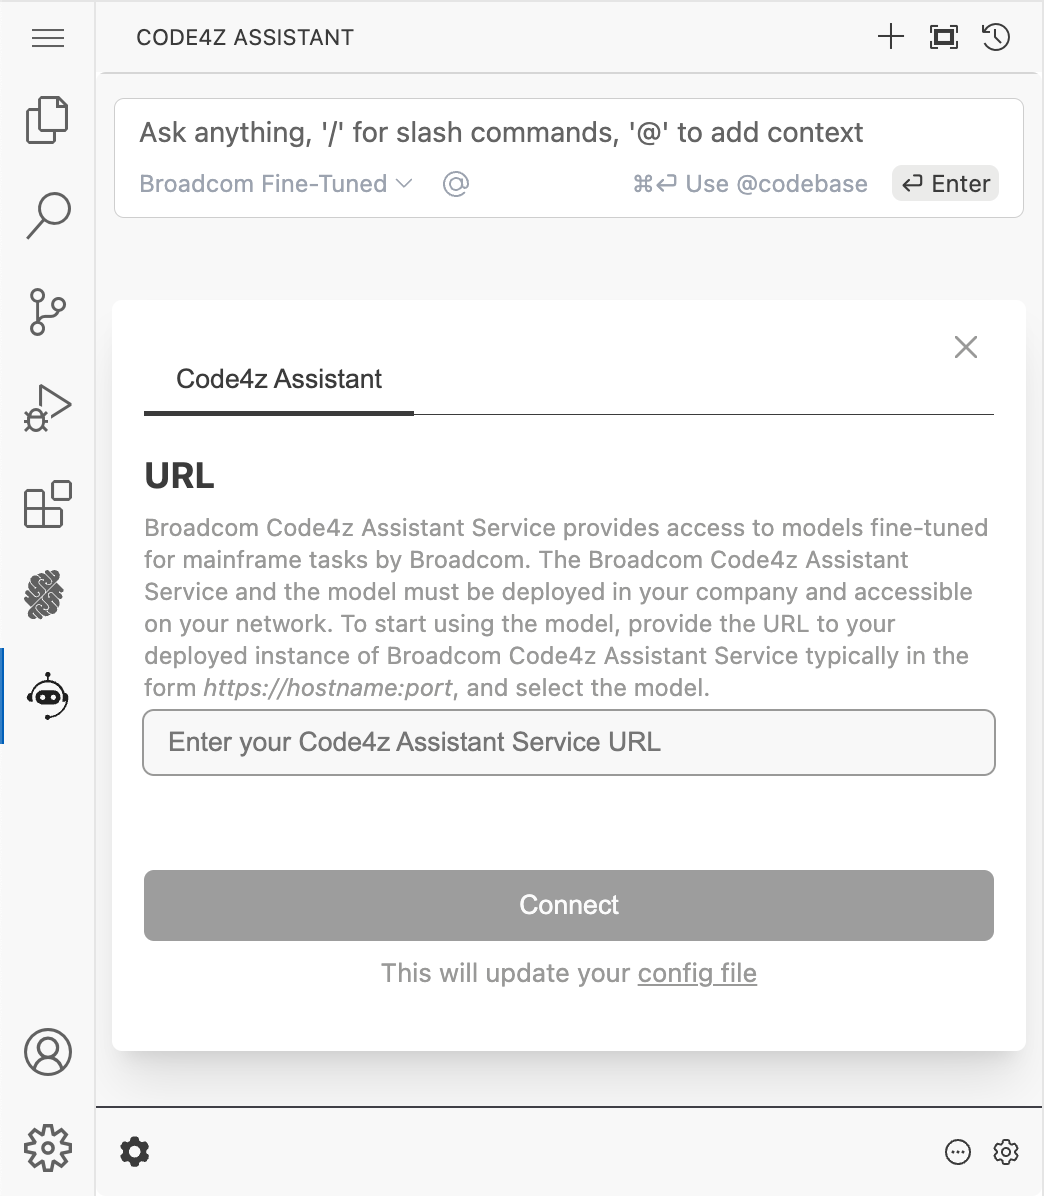 CODE4Z ASSISTANT
Ask anything, '/' for slash commands, '@' to add context
Broadcom Fine-Tuned @ ⌘⏎ Use @codebase ⏎ Enter
Code4z Assistant
URL
Broadcom Code4z Assistant Service provides access to models fine-tuned
for mainframe tasks by Broadcom. The Broadcom Code4z Assistant
Service and the model must be deployed in your company and accessible
on your network. To start using the model, provide the URL to your
deployed instance of Broadcom Code4z Assistant Service typically in the
form https://hostname:port, and select the model.
Enter your Code4z Assistant Service URL
Connect
This will update your config file